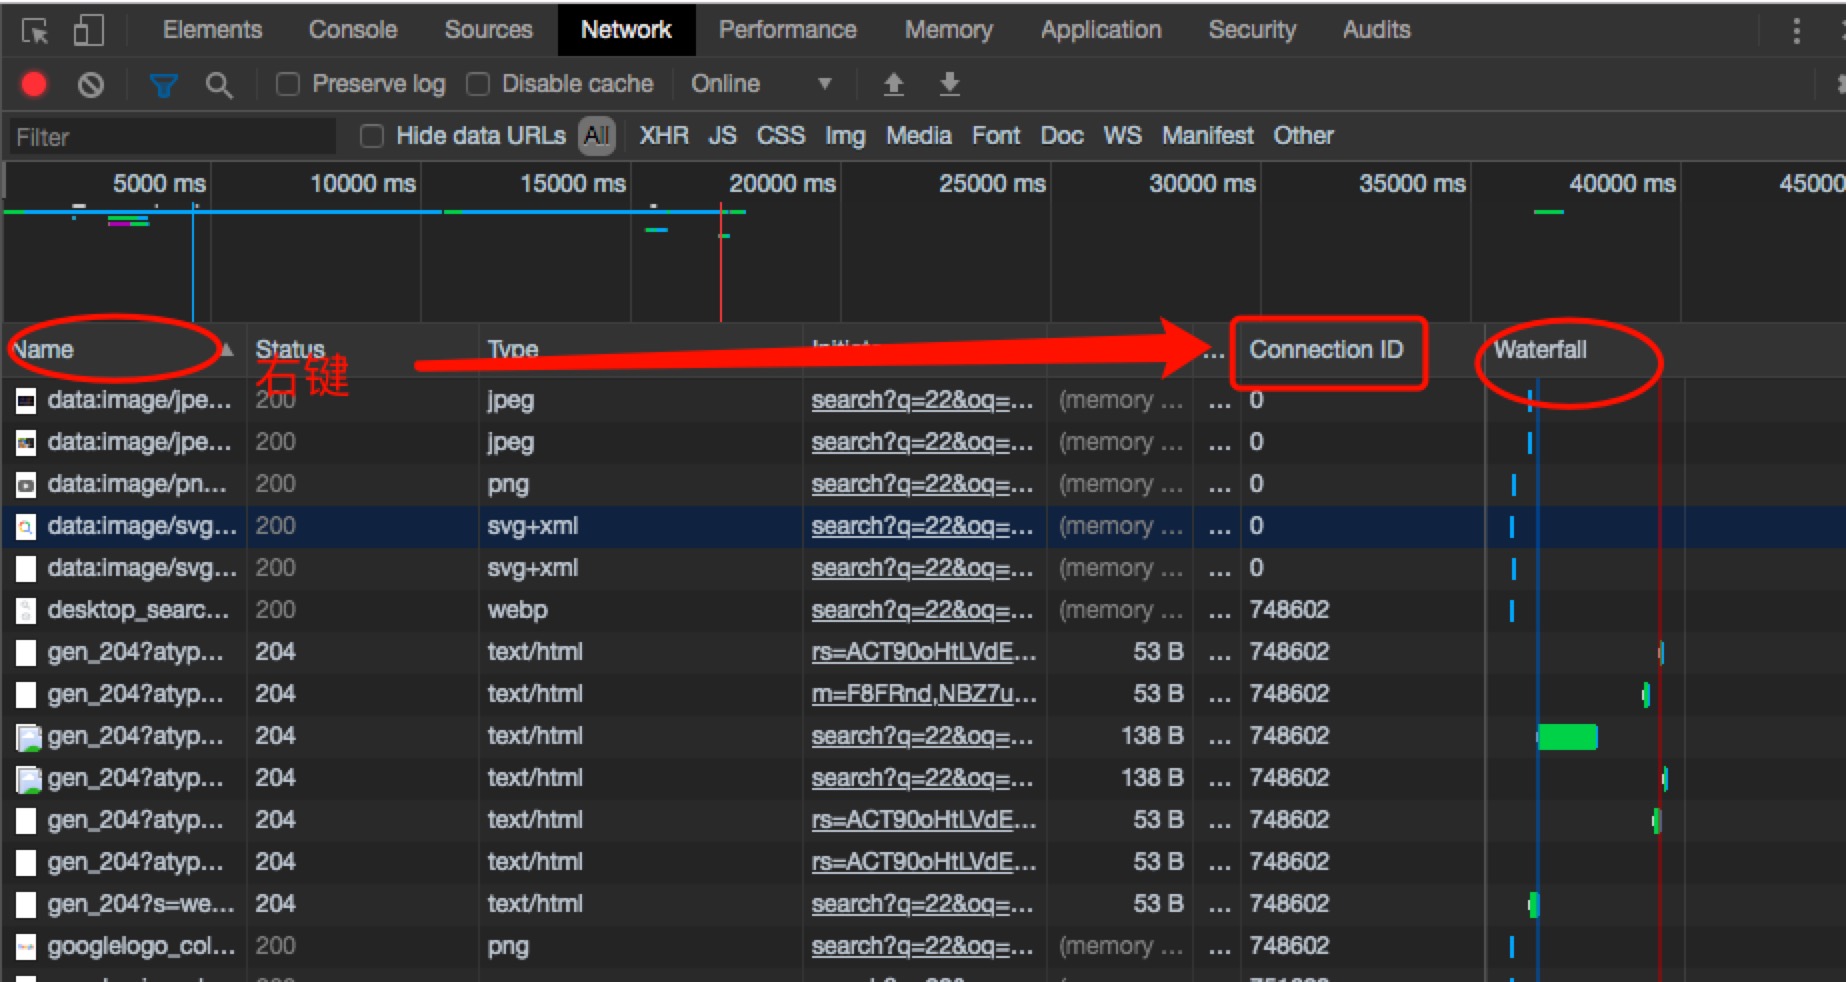 Elements Console Sources Network Performance Memory Application Security Audits
Preserve log Disable cache Online
Filter Hide data URLs All XHR JS CSS Img Media Font Doc WS Manifest Other
5000 ms 10000 ms 15000 ms 20000 ms 25000 ms 30000 ms 35000 ms 40000 ms 45000
Name Status Type ... Connection ID Waterfall
右键
data:image/jpe... 200 jpeg search?q=22&oq=... (memory ... ... 0
data:image/jpe... 200 jpeg search?q=22&oq=... (memory ... ... 0
data:image/pn... 200 png search?q=22&oq=... (memory ... ... 0
data:image/svg... 200 svg+xml search?q=22&oq=... (memory ... ... 0
data:image/svg... 200 svg+xml search?q=22&oq=... (memory ... ... 0
desktop_searc... 200 webp search?q=22&oq=... (memory ... ... 748602
gen_204?atyp... 204 text/html rs=ACT90oHtLVdE... 53 B ... 748602
gen_204?atyp... 204 text/html m=F8FRnd,NBZ7u... 53 B ... 748602
gen_204?atyp... 204 text/html search?q=22&oq=... 138 B ... 748602
gen_204?atyp... 204 text/html search?q=22&oq=... 138 B ... 748602
gen_204?atyp... 204 text/html rs=ACT90oHtLVdE... 53 B ... 748602
gen_204?atyp... 204 text/html rs=ACT90oHtLVdE... 53 B ... 748602
gen_204?s=we... 204 text/html search?q=22&oq=... 53 B ... 748602
googlelogo_col... 200 png search?q=22&oq=... (memory ... ... 748602